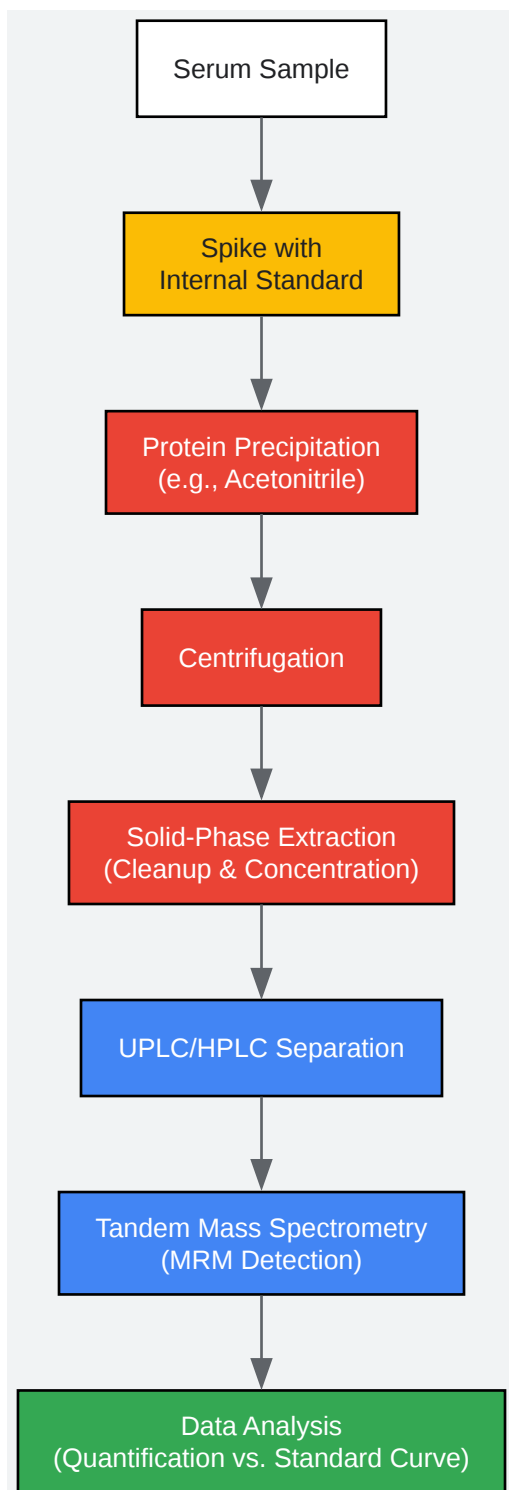 Serum Sample
Spike with
Internal Standard
Protein Precipitation
(e.g., Acetonitrile)
Centrifugation
Solid-Phase Extraction
(Cleanup & Concentration)
UPLC/HPLC Separation
Tandem Mass Spectrometry
(MRM Detection)
Data Analysis
(Quantification vs. Standard Curve)